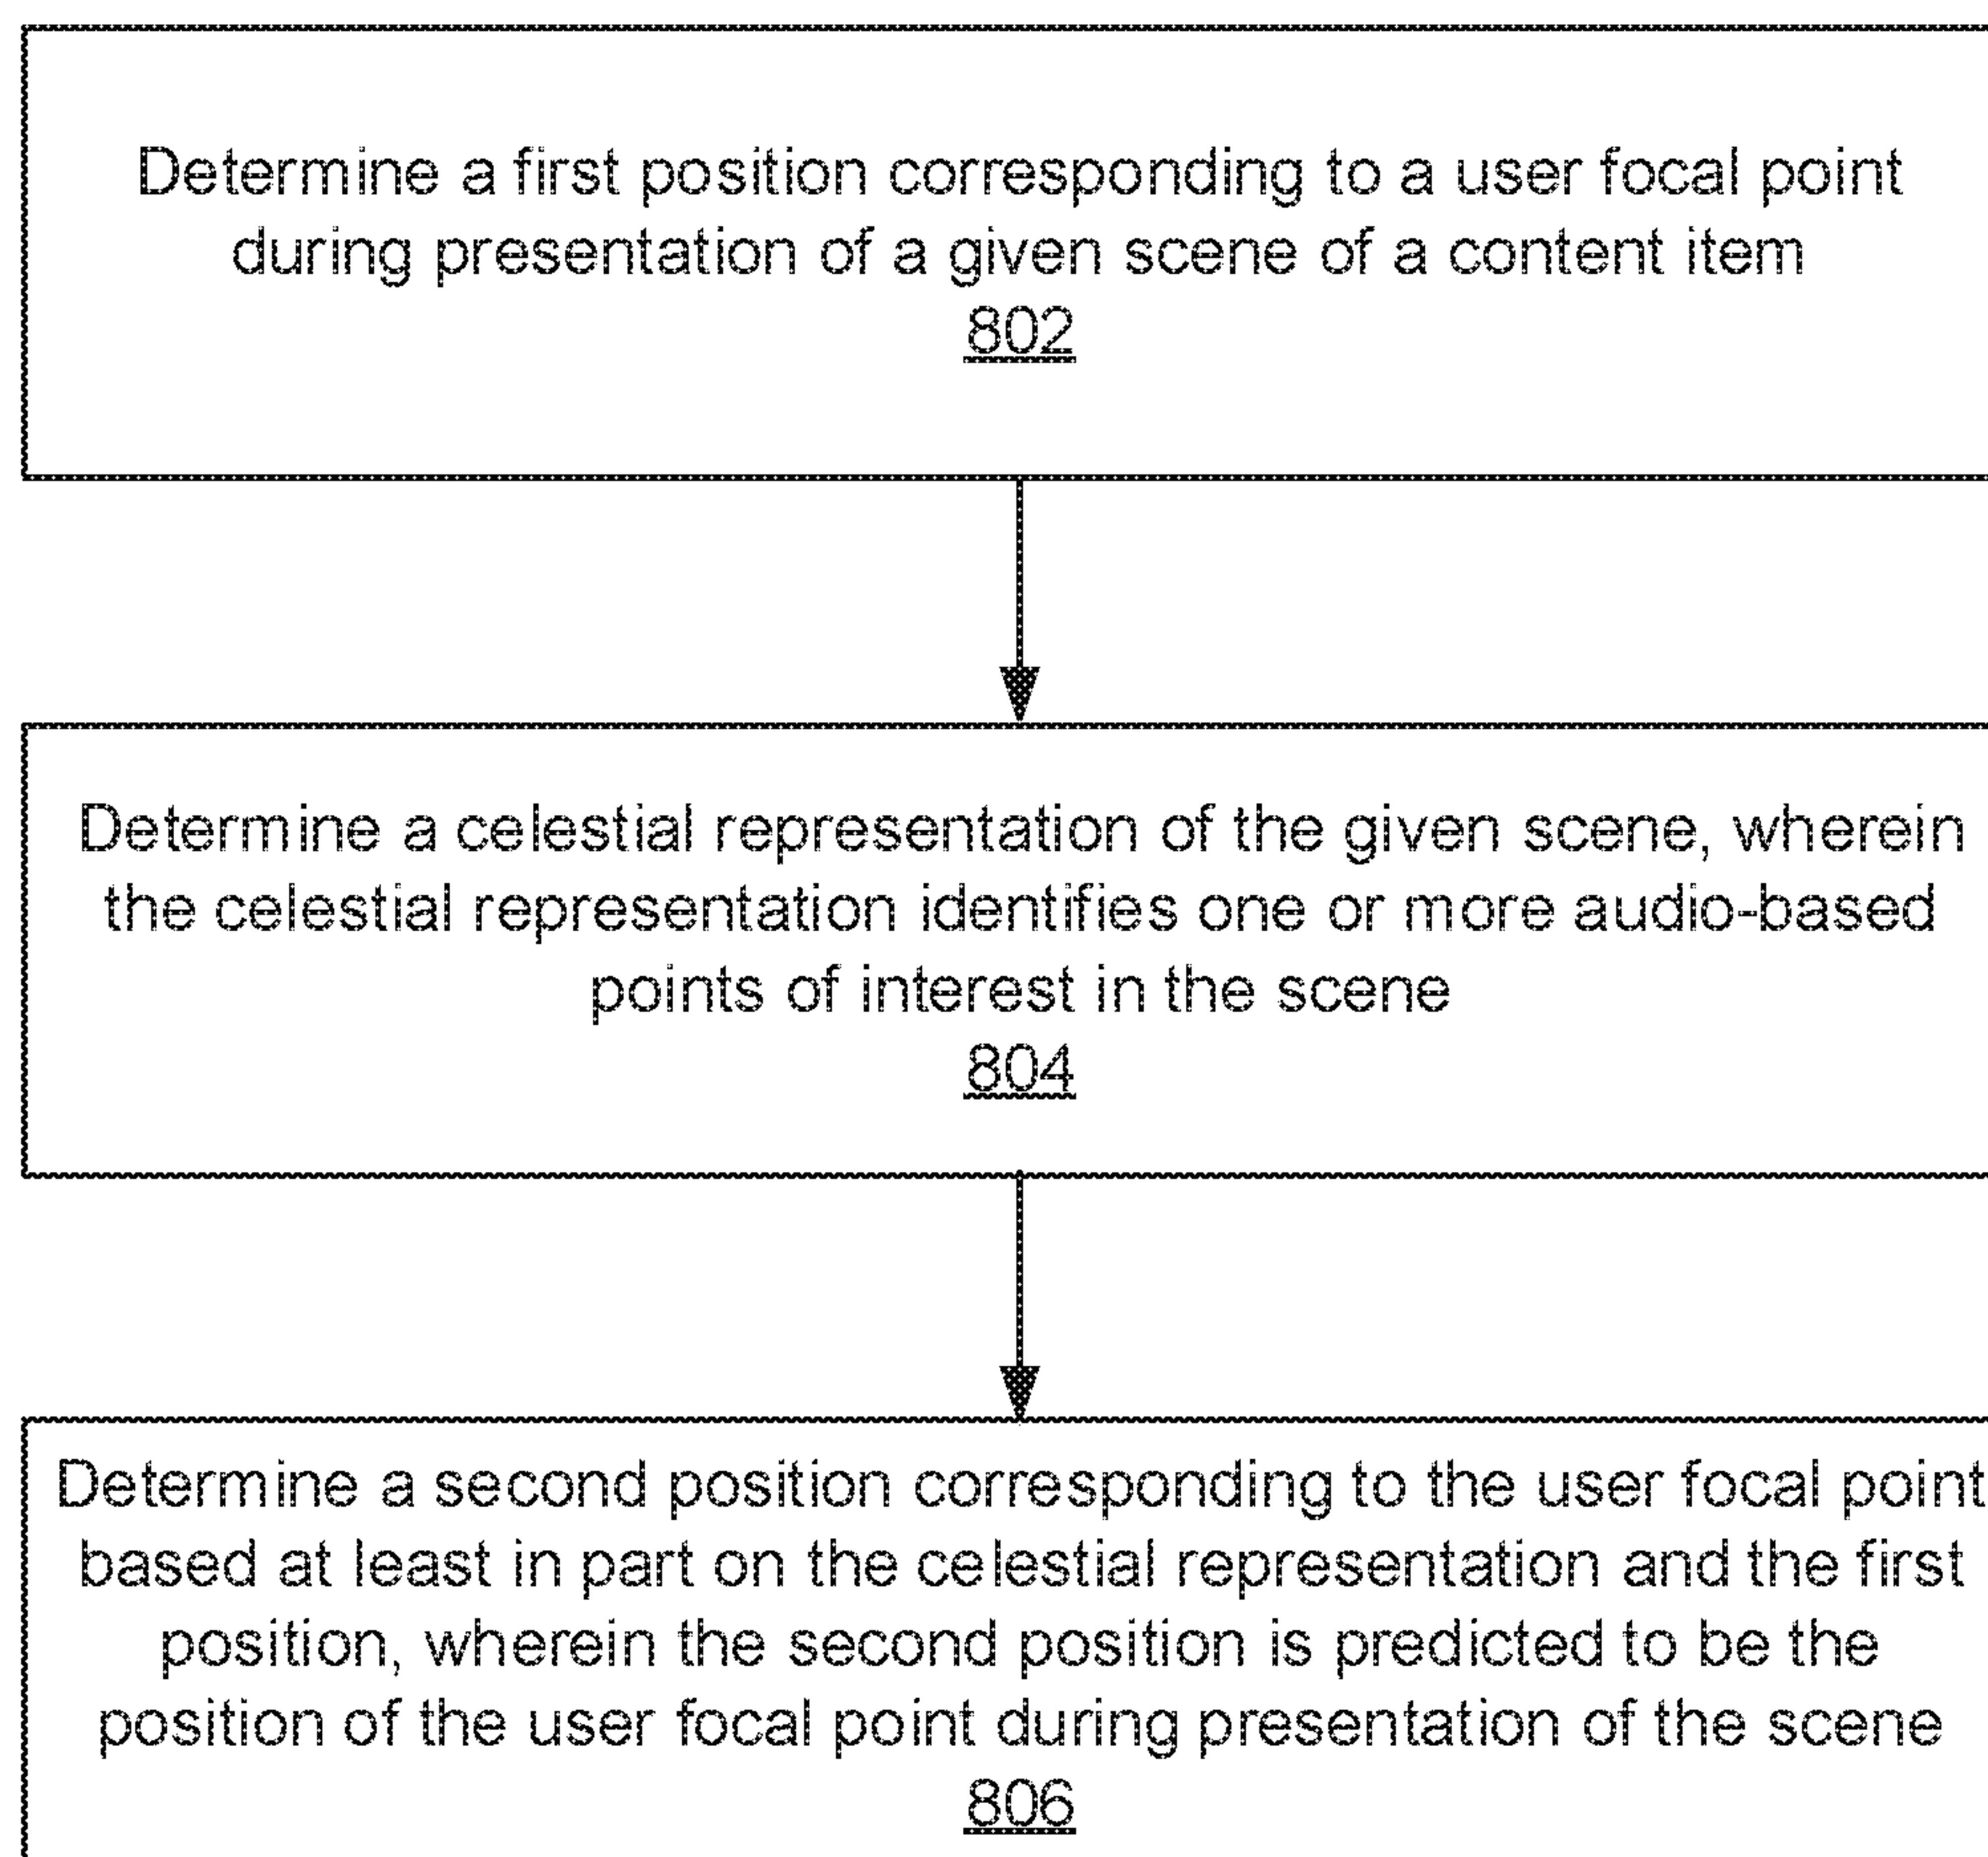 Determine a first position corresponding to a user focal point
during presentation of a given scene of a content item
802
Determine a celestial representation of the given scene, wherein
the celestial representation identifies one or more audio-based
points of interest in the scene
804
Determine a second position corresponding to the user focal point
based at least in part on the celestial representation and the first
position, wherein the second position is predicted to be the
position of the user focal point during presentation of the scene
806